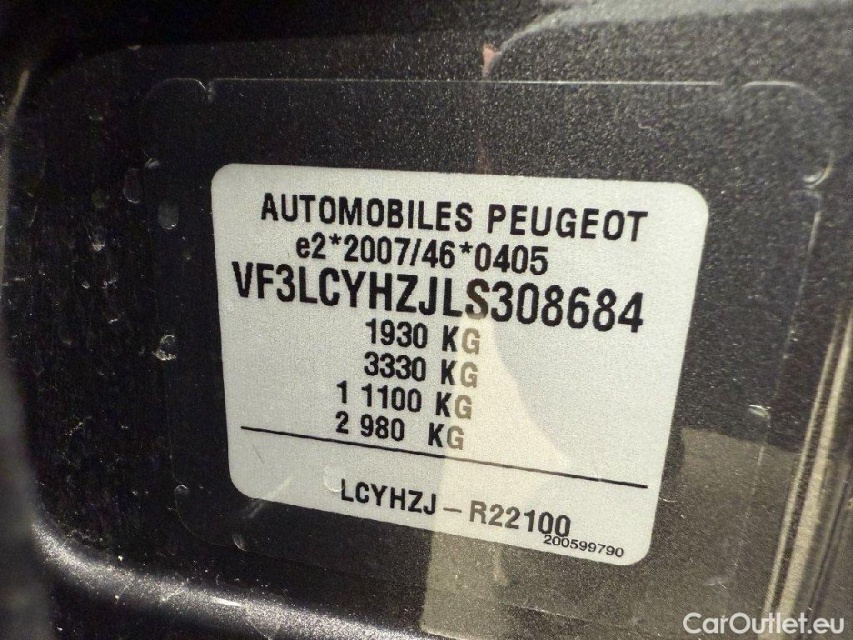 AUTOMOBILES PEUGEOT
e2*2007/46*0405
VF3LCYHZJLS308684
1930 KG
3330 KG
1 1100 KG
2 980 KG
LCYHZJ - R22100
200599790
CarOutlet.eu